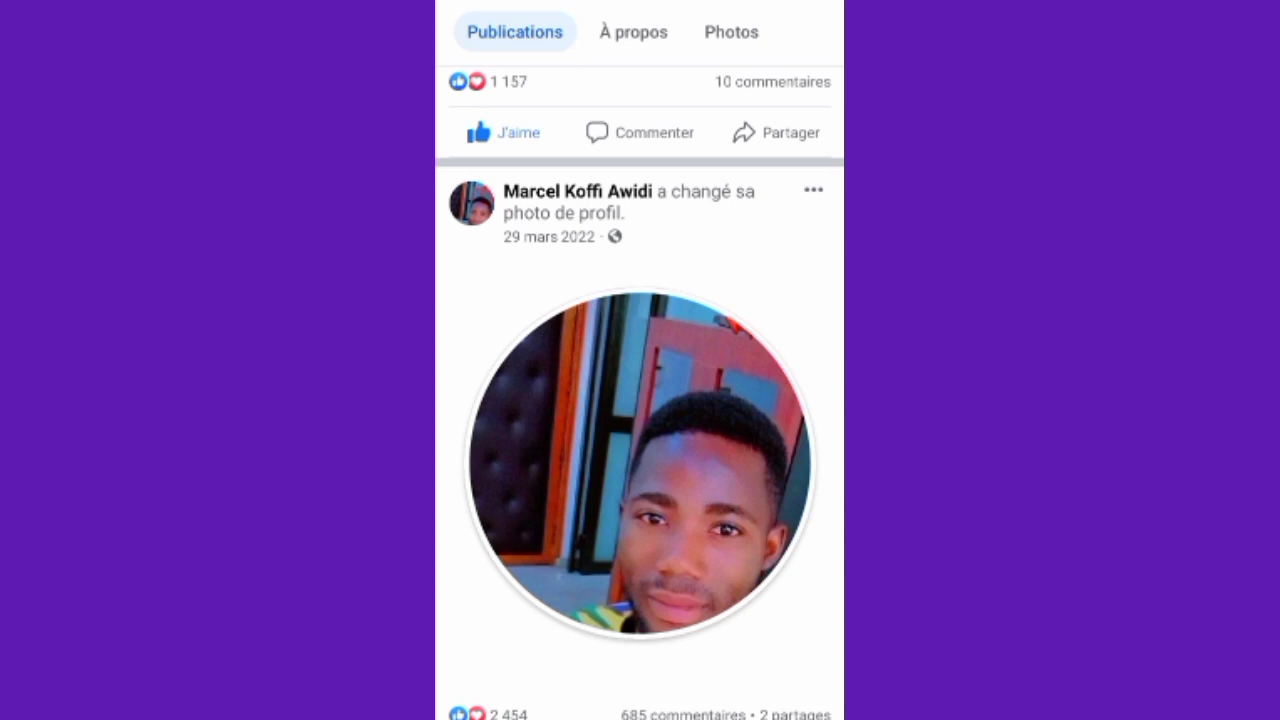 Publications À propos Photos
1 157 10 commentaires
J'aime Commenter Partager
Marcel Koffi Awidi a changé sa
photo de profil.
29 mars 2022 ·
2 454 685 commentaires • 2 partages